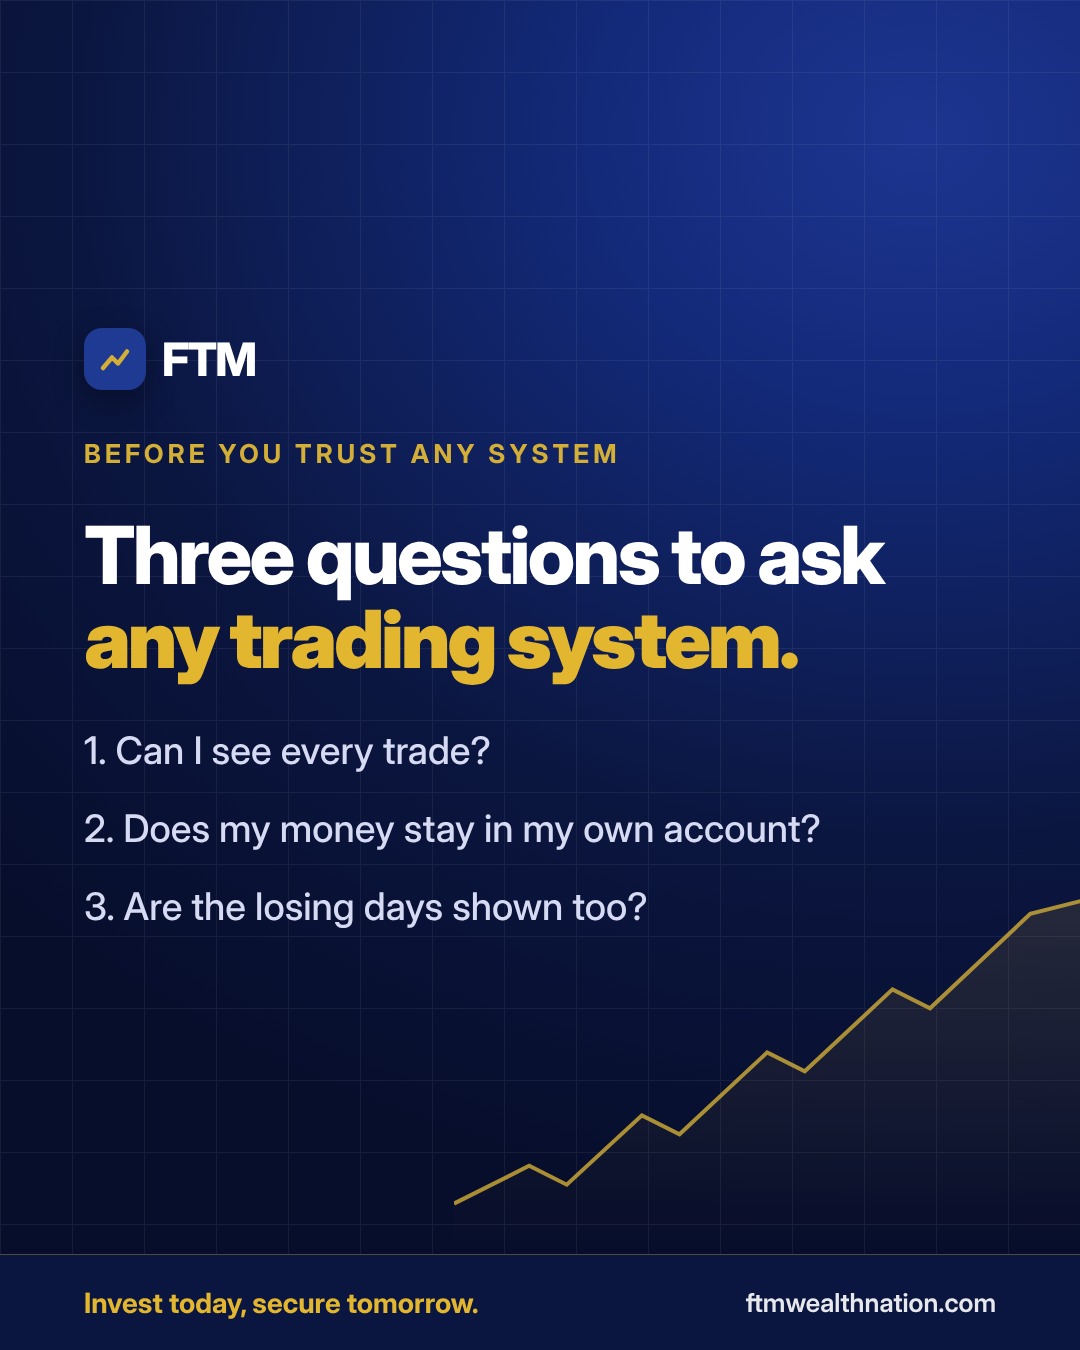 FTM
BEFORE YOU TRUST ANY SYSTEM
Three questions to ask
any trading system.
1. Can I see every trade?
2. Does my money stay in my own account?
3. Are the losing days shown too?
Invest today, secure tomorrow.
ftmwealthnation.com